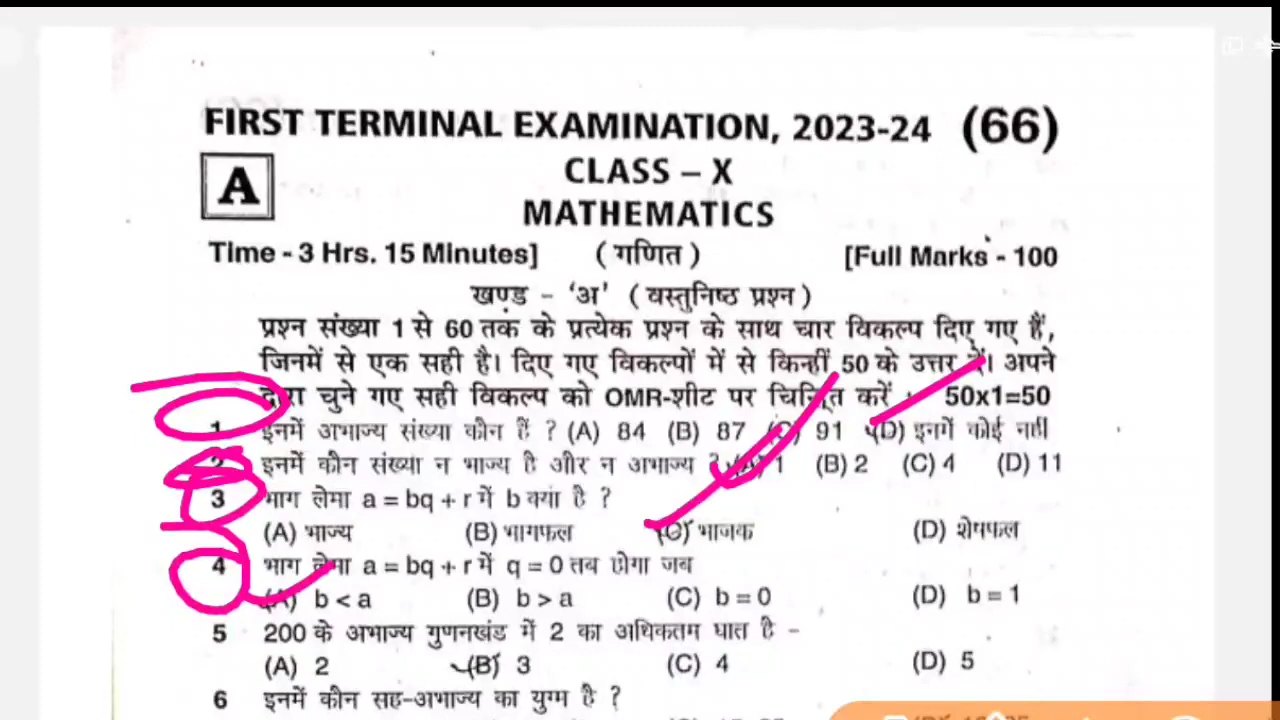 FIRST TERMINAL EXAMINATION, 2023-24 (66)
A
CLASS – X
MATHEMATICS
Time - 3 Hrs. 15 Minutes] (गणित) [Full Marks - 100
खण्ड - ‘अ’ (वस्तुनिष्ठ प्रश्न)
प्रश्न संख्या 1 से 60 तक के प्रत्येक प्रश्न के साथ चार विकल्प दिए गए हैं,
जिनमें से एक सही है। दिए गए विकल्पों में से किन्हीं 50 के उत्तर दें। अपने
द्वारा चुने गए सही विकल्प को OMR-शीट पर चिन्हित करें 50x1=50
1 इनमें अभाज्य संख्या कौन हैं ? (A) 84 (B) 87 (C) 91 (D) इनमें कोई नहीं
2 इनमें कौन संख्या न भाज्य है और न अभाज्य ? (A) 1 (B) 2 (C) 4 (D) 11
3 भाग लेमा a = bq + r में b क्या है ?
(A) भाज्य (B) भागफल (C) भाजक (D) शेषफल
4 भाग लेमा a = bq + r में q = 0 तब होगा जब
(A) b < a (B) b > a (C) b = 0 (D) b = 1
5 200 के अभाज्य गुणनखंड में 2 का अधिकतम घात है -
(A) 2 (B) 3 (C) 4 (D) 5
6 इनमें कौन सह-अभाज्य का युग्म है ?